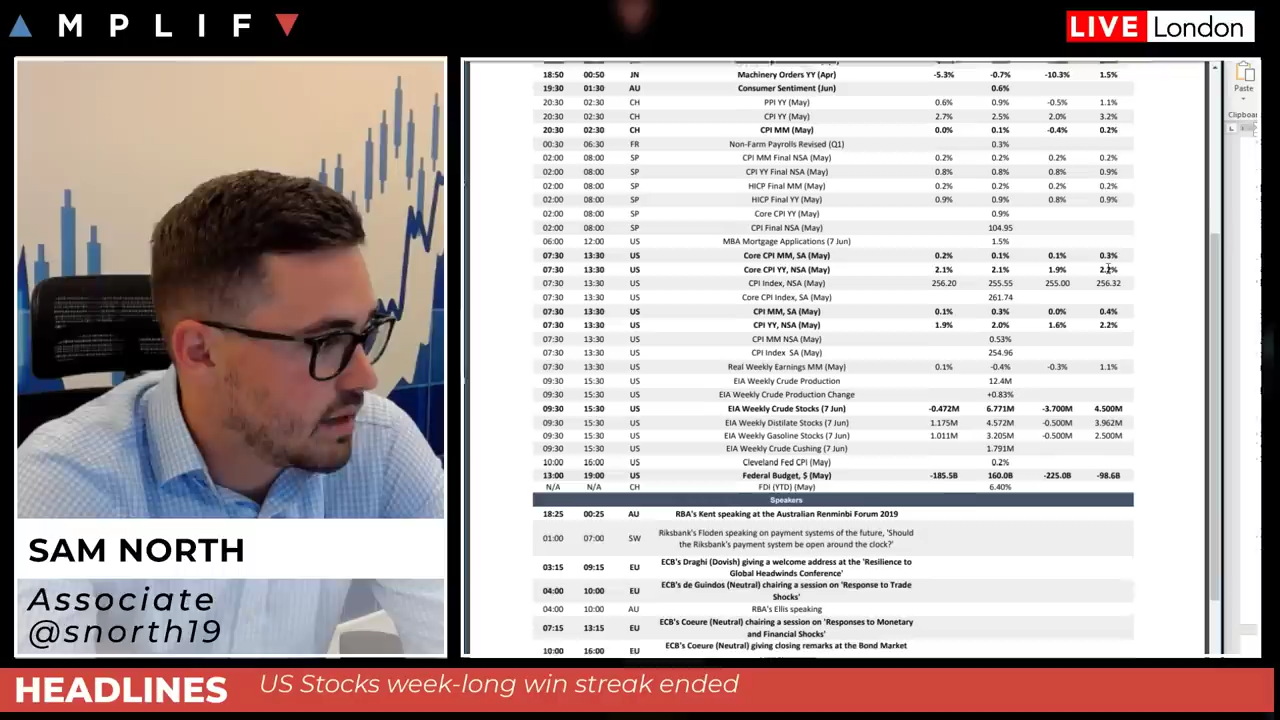 MPLIF
LIVE London
18:50 00:50 JN Machinery Orders YY (Apr) -5.3% -0.7% -10.3% 1.5%
19:30 01:30 AU Consumer Sentiment (Jun) 0.6%
20:30 02:30 CH PPI YY (May) 0.6% 0.9% -0.5% 1.1%
20:30 02:30 CH CPI YY (May) 2.7% 2.5% 2.0% 3.2%
20:30 02:30 CH CPI MM (May) 0.0% 0.1% -0.4% 0.2%
00:30 06:30 FR Non-Farm Payrolls Revised (Q1) 0.3%
02:00 08:00 SP CPI MM Final NSA (May) 0.2% 0.2% 0.2% 0.2%
02:00 08:00 SP CPI YY Final NSA (May) 0.8% 0.8% 0.8% 0.9%
02:00 08:00 SP HICP Final MM (May) 0.2% 0.2% 0.2% 0.2%
02:00 08:00 SP HICP Final YY (May) 0.9% 0.9% 0.8% 0.9%
02:00 08:00 SP Core CPI YY (May) 0.9%
02:00 08:00 SP CPI Final NSA (May) 104.95
06:00 12:00 US MBA Mortgage Applications (7 Jun) 1.5%
07:30 13:30 US Core CPI MM, SA (May) 0.2% 0.1% 0.1% 0.3%
07:30 13:30 US Core CPI YY, NSA (May) 2.1% 2.1% 1.9%
07:30 13:30 US CPI Index, NSA (May) 256.20 255.55 255.00 256.32
07:30 13:30 US Core CPI Index, SA (May) 261.74
07:30 13:30 US CPI MM, SA (May) 0.1% 0.3% 0.0% 0.4%
07:30 13:30 US CPI YY, NSA (May) 1.9% 2.0% 1.6% 2.2%
07:30 13:30 US CPI MM NSA (May) 0.53%
07:30 13:30 US CPI Index SA (May) 254.96
07:30 13:30 US Real Weekly Earnings MM (May) 0.1% -0.4% -0.3% 1.1%
09:30 15:30 US EIA Weekly Crude Production 12.4M
09:30 15:30 US EIA Weekly Crude Production Change +0.83%
09:30 15:30 US EIA Weekly Crude Stocks (7 Jun) -0.472M 6.771M -3.700M 4.500M
09:30 15:30 US EIA Weekly Distilate Stocks (7 Jun) 1.175M 4.572M -0.500M 3.962M
09:30 15:30 US EIA Weekly Gasoline Stocks (7 Jun) 1.011M 3.205M -0.500M 2.500M
09:30 15:30 US EIA Weekly Crude Cushing (7 Jun) 1.791M
10:00 16:00 US Cleveland Fed CPI (May) 0.2%
13:00 19:00 US Federal Budget, $ (May) -185.5B 160.0B -225.0B -98.6B
N/A N/A CH FDI (YTD) (May) 6.40%
Speakers
18:25 00:25 AU RBA's Kent speaking at the Australian Renminbi Forum 2019
01:00 07:00 SW Riksbank's Floden speaking on payment systems of the future, 'Should
the Riksbank's payment system be open around the clock?'
03:15 09:15 EU ECB's Draghi (Dovish) giving a welcome address at the 'Resilience to
Global Headwinds Conference'
04:00 10:00 EU ECB's de Guindos (Neutral) chairing a session on 'Response to Trade
Shocks'
04:00 10:00 AU RBA's Ellis speaking
07:15 13:15 EU ECB's Coeure (Neutral) chairing a session on 'Responses to Monetary
and Financial Shocks'
10:00 16:00 EU ECB's Coeure (Neutral) giving closing remarks at the Bond Market
Paste
Clipboar
SAM NORTH
Associate
@snorth19
HEADLINES US Stocks week-long win streak ended